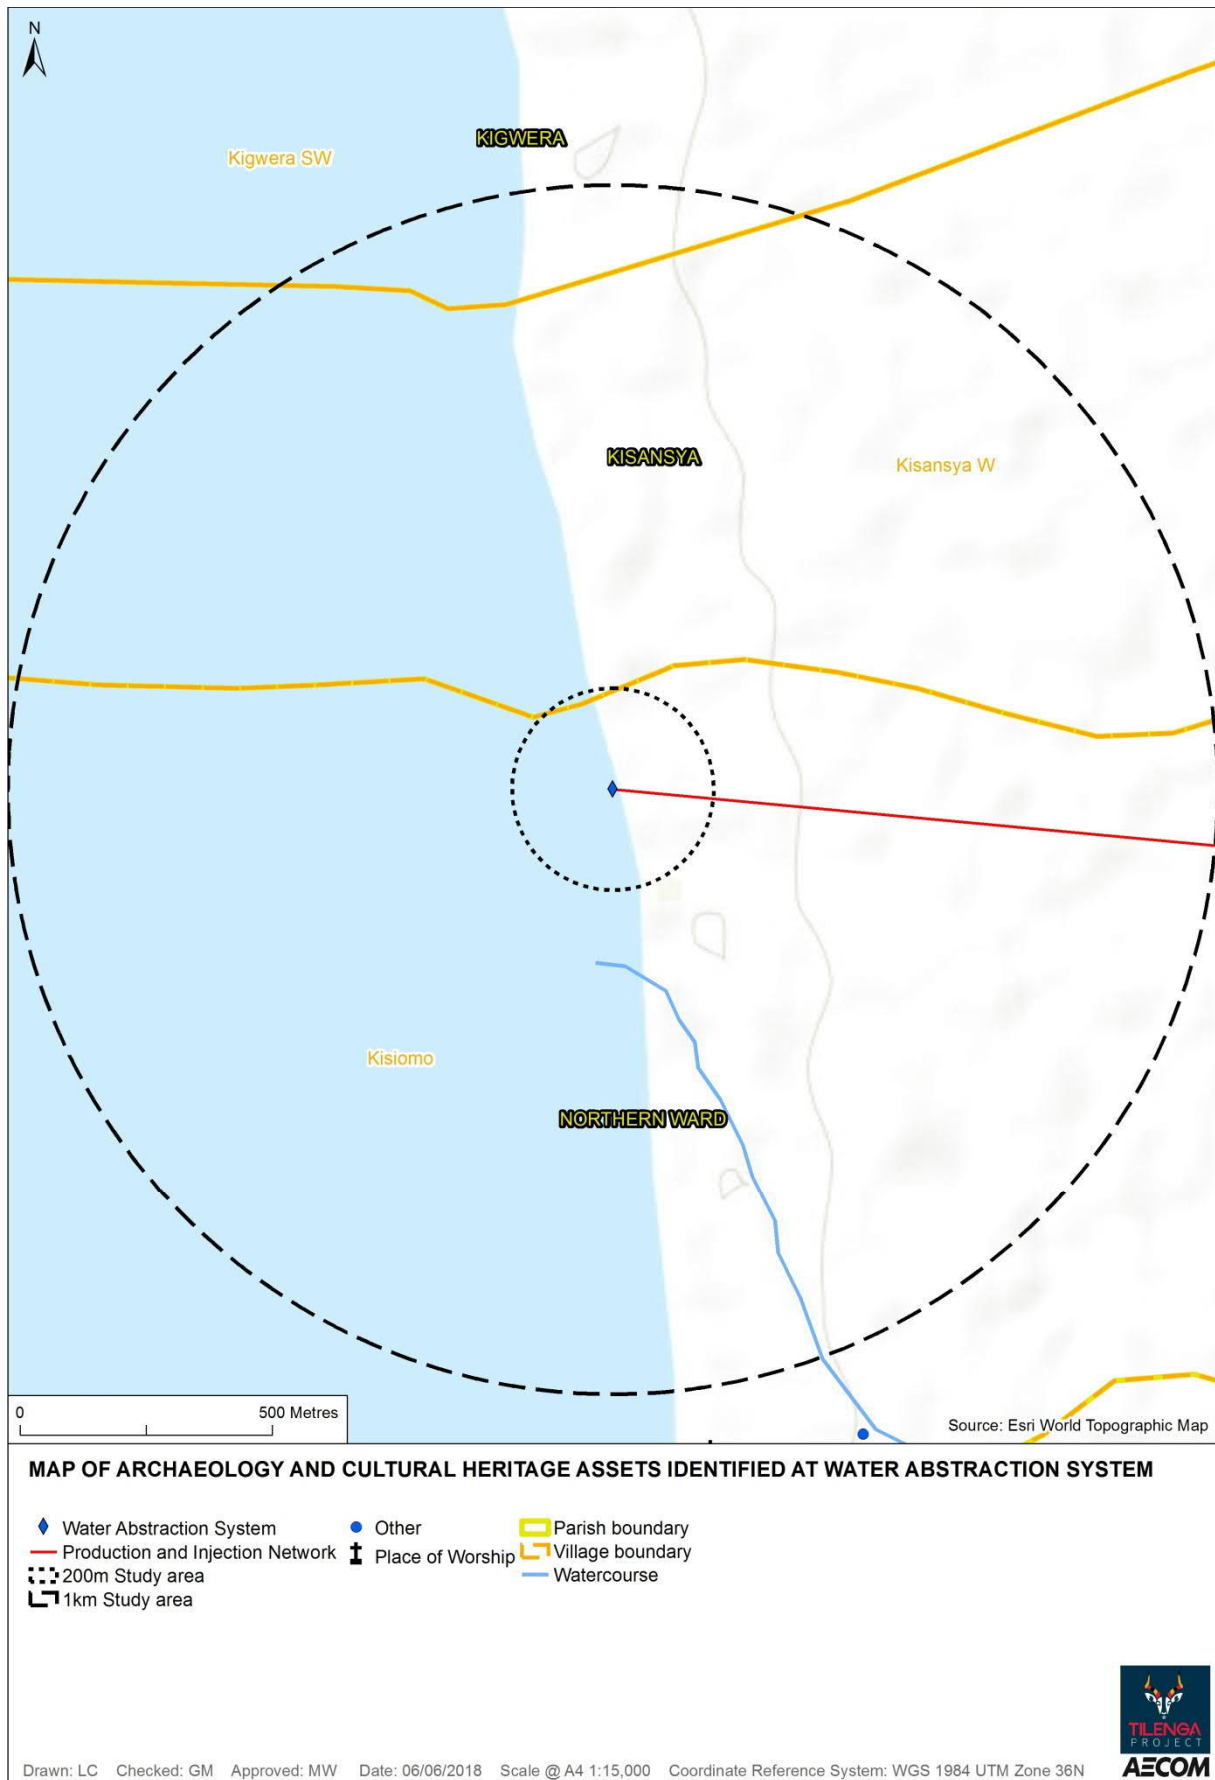 N
KIGWERA
Kigwera SW
KISANSYA
Kisansya W
Kisiomo
NORTHERN WARD
0 500 Metres
Source: Esri World Topographic Map
MAP OF ARCHAEOLOGY AND CULTURAL HERITAGE ASSETS IDENTIFIED AT WATER ABSTRACTION SYSTEM
Water Abstraction System
Production and Injection Network
200m Study area
1km Study area
Other
Place of Worship
Parish boundary
Village boundary
Watercourse
TILENGA
PROJECT
AECOM
Drawn: LC Checked: GM Approved: MW Date: 06/06/2018 Scale @ A4 1:15,000 Coordinate Reference System: WGS 1984 UTM Zone 36N